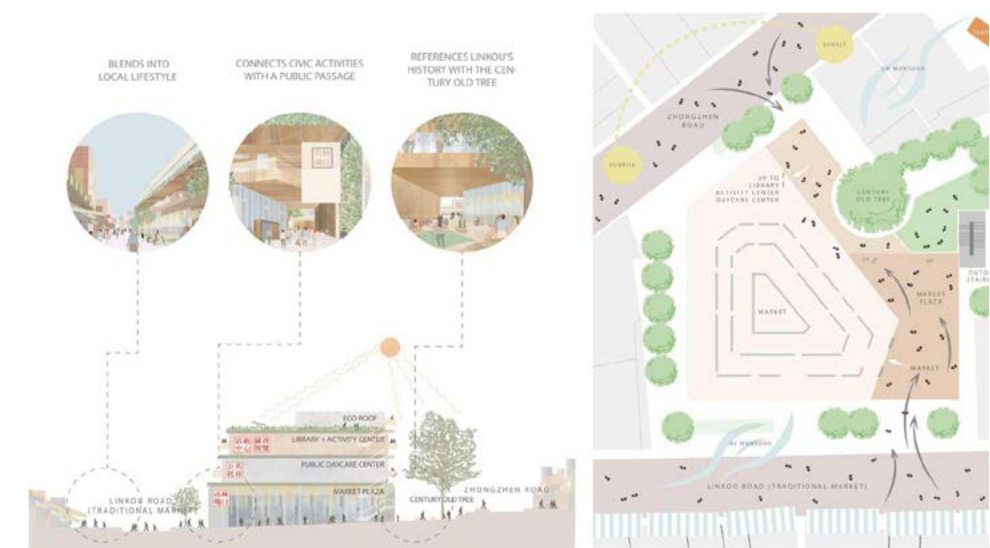 BLENDS INTO
LOCAL LIFESTYLE
CONNECTS CIVIC ACTIVITIES
WITH A PUBLIC PASSAGE
REFERENCES LINKOU'S
HISTORY WITH THE CEN-
TURY OLD TREE
ECO ROOF
LIBRARY + ACTIVITY CENTER
PUBLIC DAYCARE CENTER
MARKET PLAZA
LINKOU ROAD
(TRADITIONAL MARKET)
CENTURY OLD TREE
ZHONGZHEN ROAD
SUNSET
ZHONGZHEN
ROAD
SUNRISE
UP TO
LIBRARY
ACTIVITY CENTER
DAYCARE CENTER
CENTURY
OLD TREE
MARKET
PLAZA
MARKET
MARKET
LINKOU ROAD (TRADITIONAL MARKET)